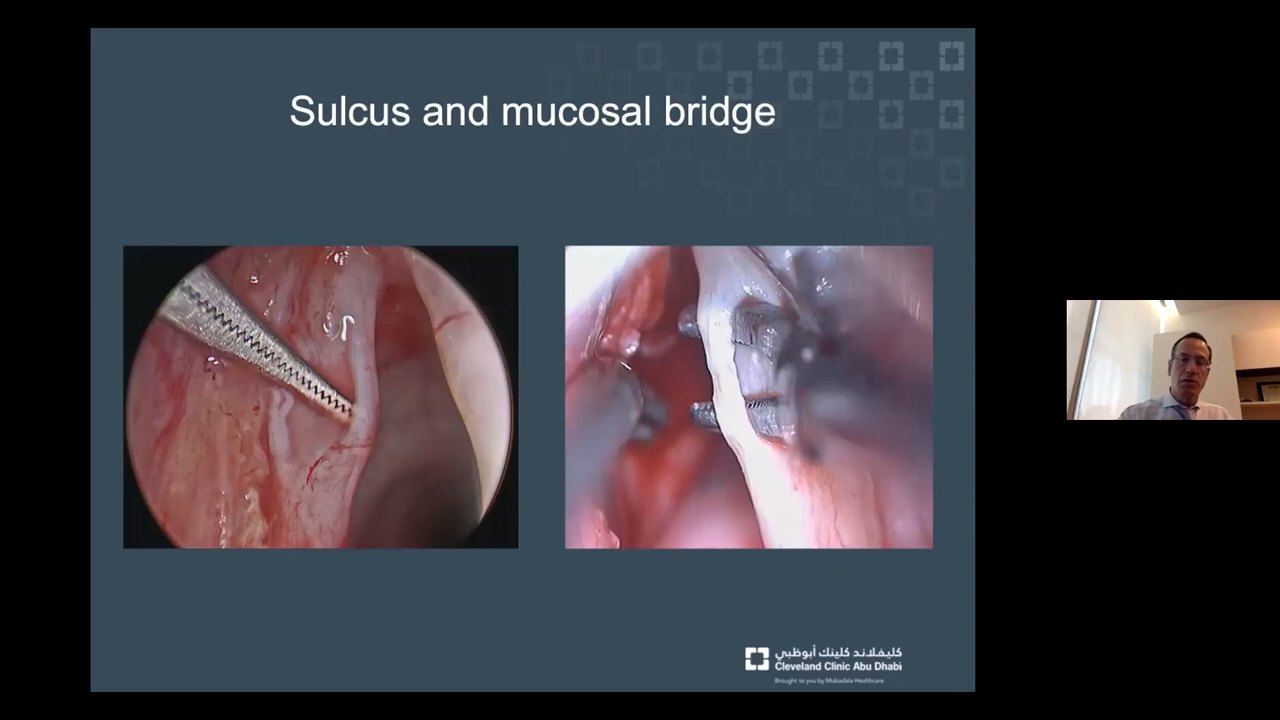 Sulcus and mucosal bridge
كليفلاند كلينك أبوظبي
Cleveland Clinic Abu Dhabi
Brought to you by Mubadala Healthcare